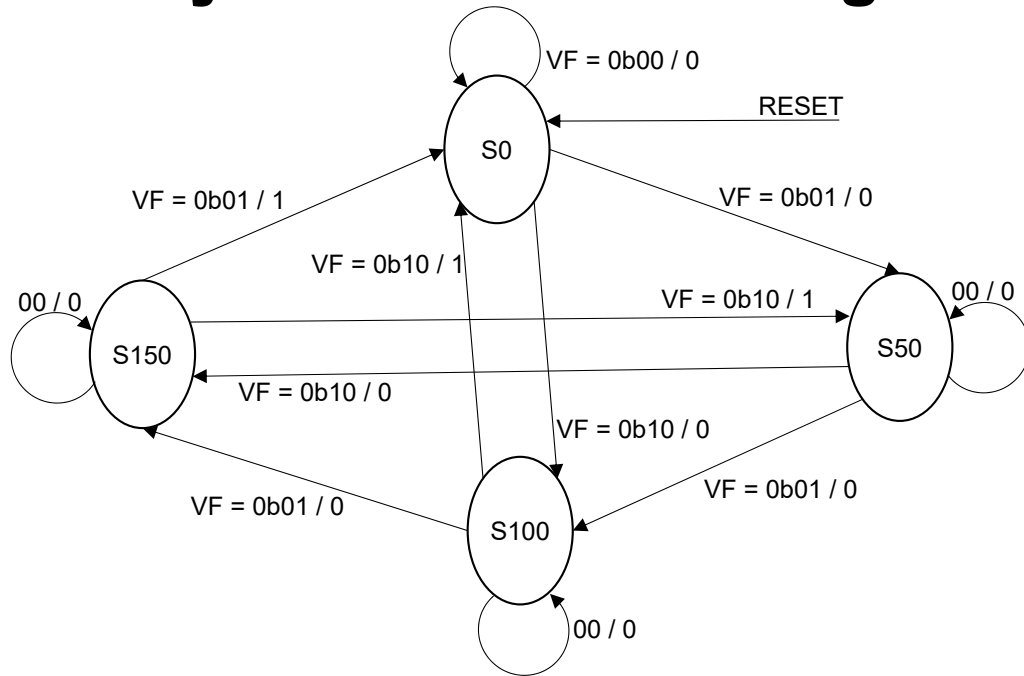 VF = 0b00 / 0
RESET
S0
VF = 0b01 / 1
VF = 0b01 / 0
VF = 0b10 / 1
00 / 0
VF = 0b10 / 1
00 / 0
S150
S50
VF = 0b10 / 0
VF = 0b10 / 0
VF = 0b01 / 0
VF = 0b01 / 0
S100
00 / 0